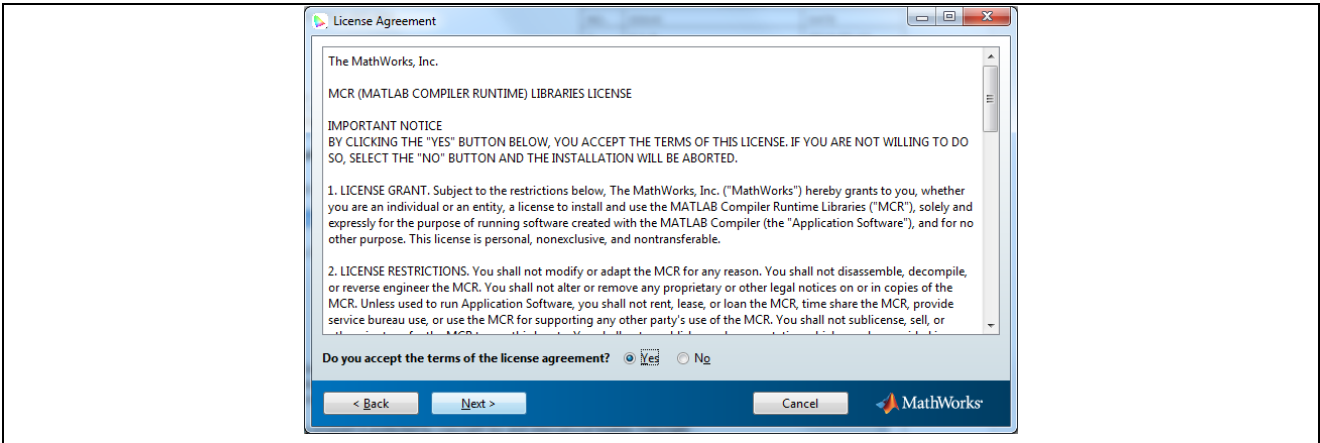 License Agreement
The MathWorks, Inc.
MCR (MATLAB COMPILER RUNTIME) LIBRARIES LICENSE
IMPORTANT NOTICE
BY CLICKING THE "YES" BUTTON BELOW, YOU ACCEPT THE TERMS OF THIS LICENSE. IF YOU ARE NOT WILLING TO DO
SO, SELECT THE "NO" BUTTON AND THE INSTALLATION WILL BE ABORTED.
1. LICENSE GRANT. Subject to the restrictions below, The MathWorks, Inc. ("MathWorks") hereby grants to you, whether
you are an individual or an entity, a license to install and use the MATLAB Compiler Runtime Libraries ("MCR"), solely and
expressly for the purpose of running software created with the MATLAB Compiler (the "Application Software"), and for no
other purpose. This license is personal, nonexclusive, and nontransferable.
2. LICENSE RESTRICTIONS. You shall not modify or adapt the MCR for any reason. You shall not disassemble, decompile,
or reverse engineer the MCR. You shall not alter or remove any proprietary or other legal notices on or in copies of the
MCR. Unless used to run Application Software, you shall not rent, lease, or loan the MCR, time share the MCR, provide
service bureau use, or use the MCR for supporting any other party's use of the MCR. You shall not sublicense, sell, or
Do you accept the terms of the license agreement? Yes No
< Back Next > Cancel MathWorks